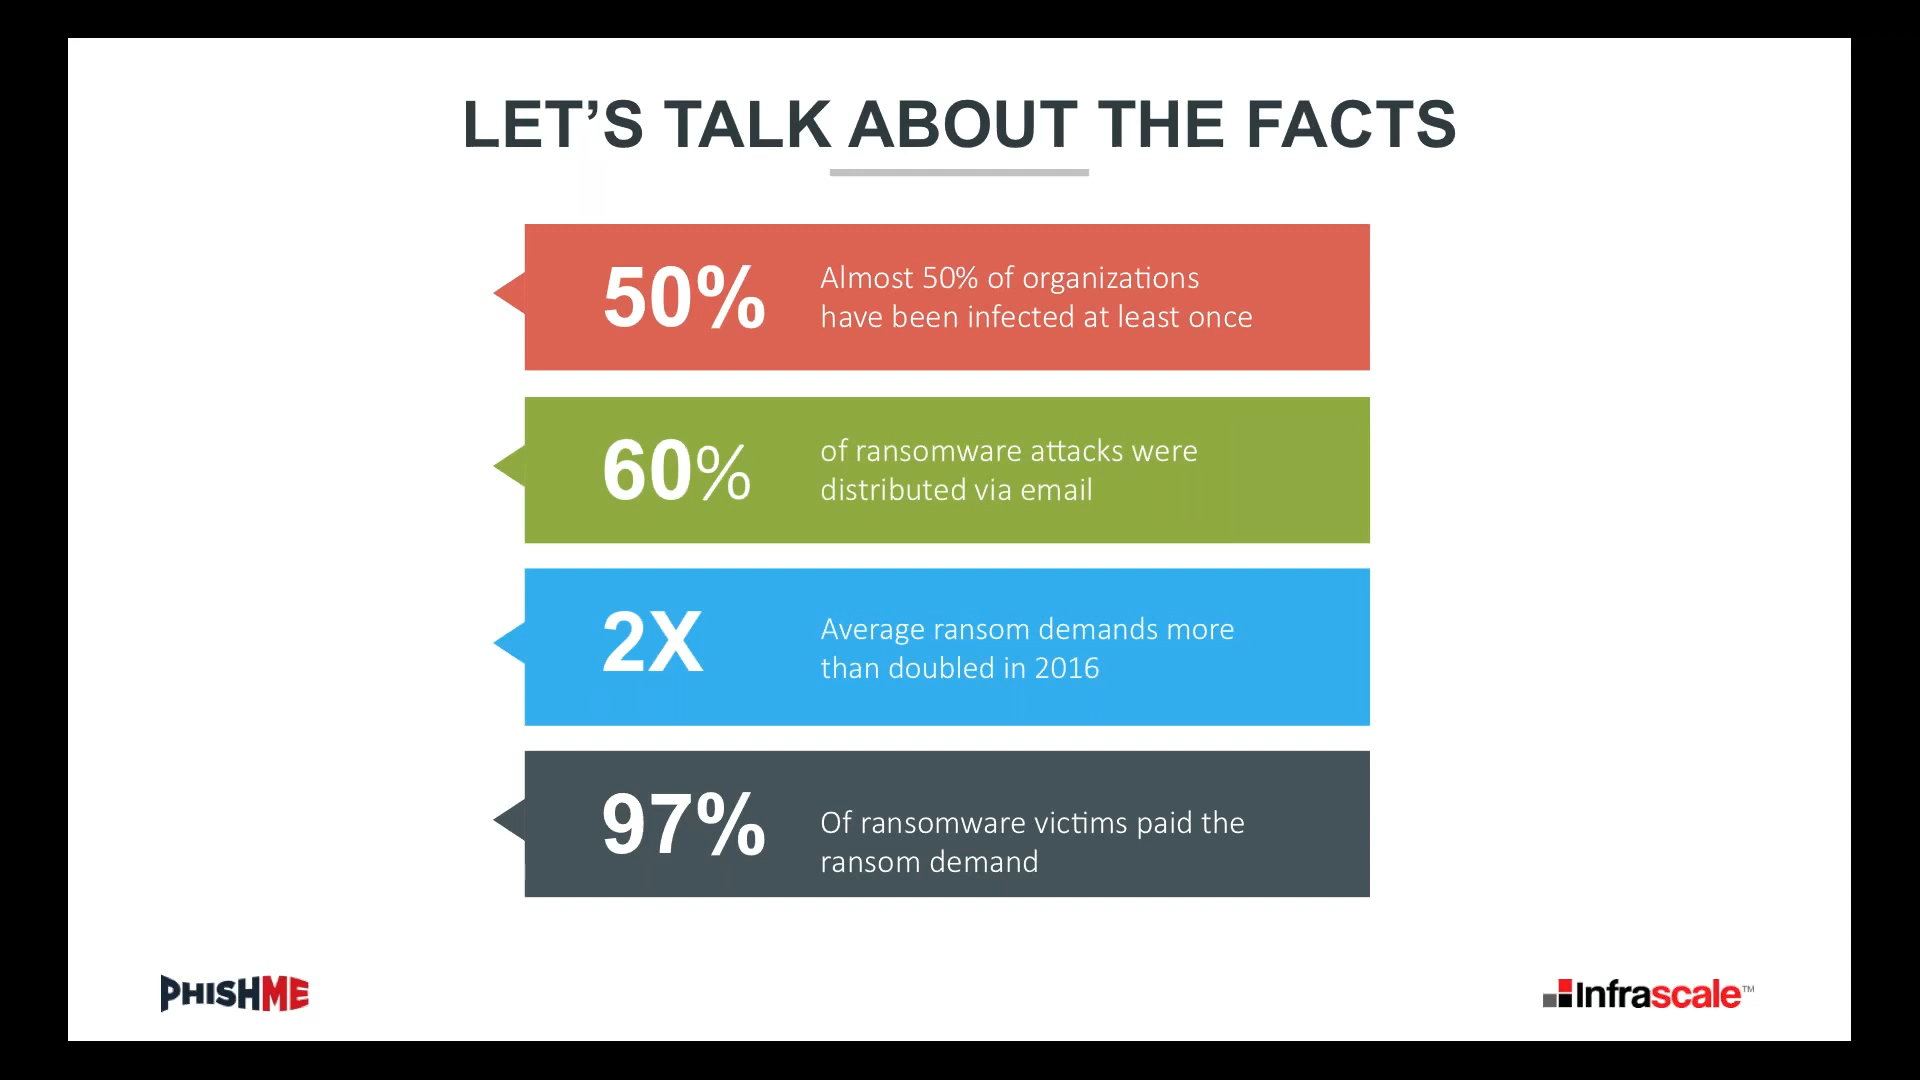 LET’S TALK ABOUT THE FACTS
50%
Almost 50% of organizations
have been infected at least once
60%
of ransomware attacks were
distributed via email
2X
Average ransom demands more
than doubled in 2016
97%
Of ransomware victims paid the
ransom demand
PHISHME
Infrascale™